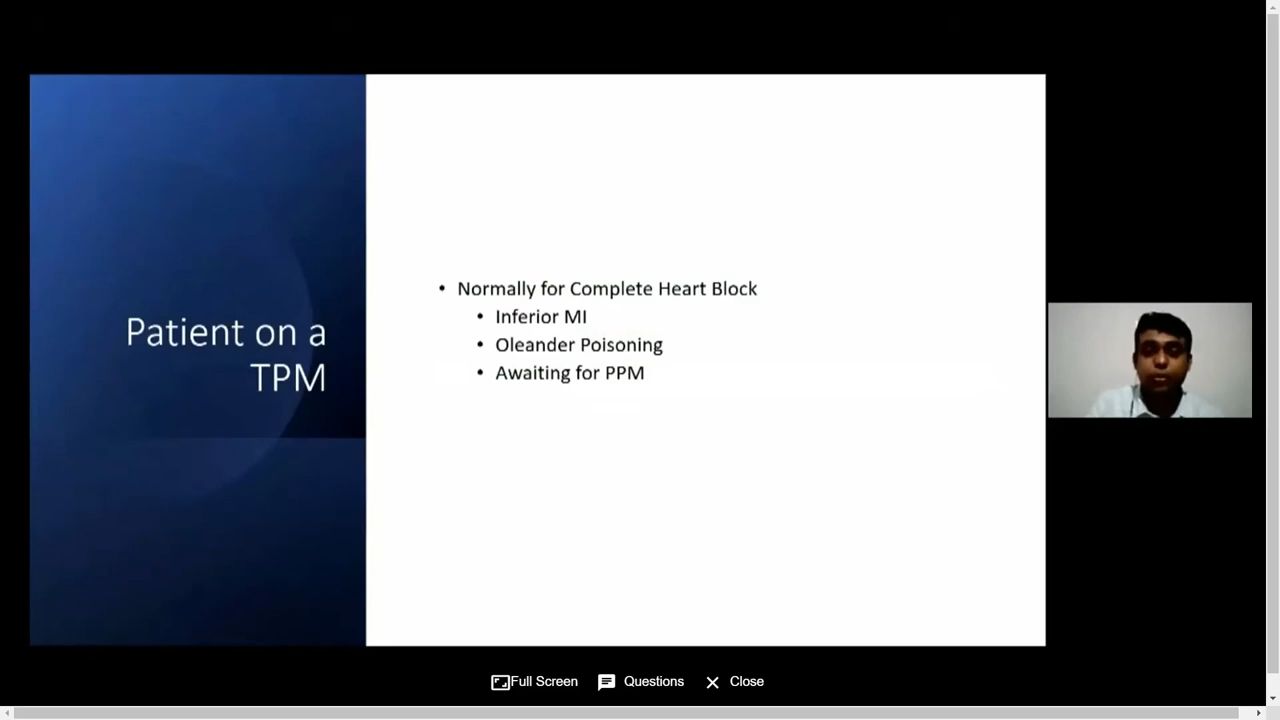 Patient on a
TPM
• Normally for Complete Heart Block
• Inferior MI
• Oleander Poisoning
• Awaiting for PPM
Full Screen
Questions
Close